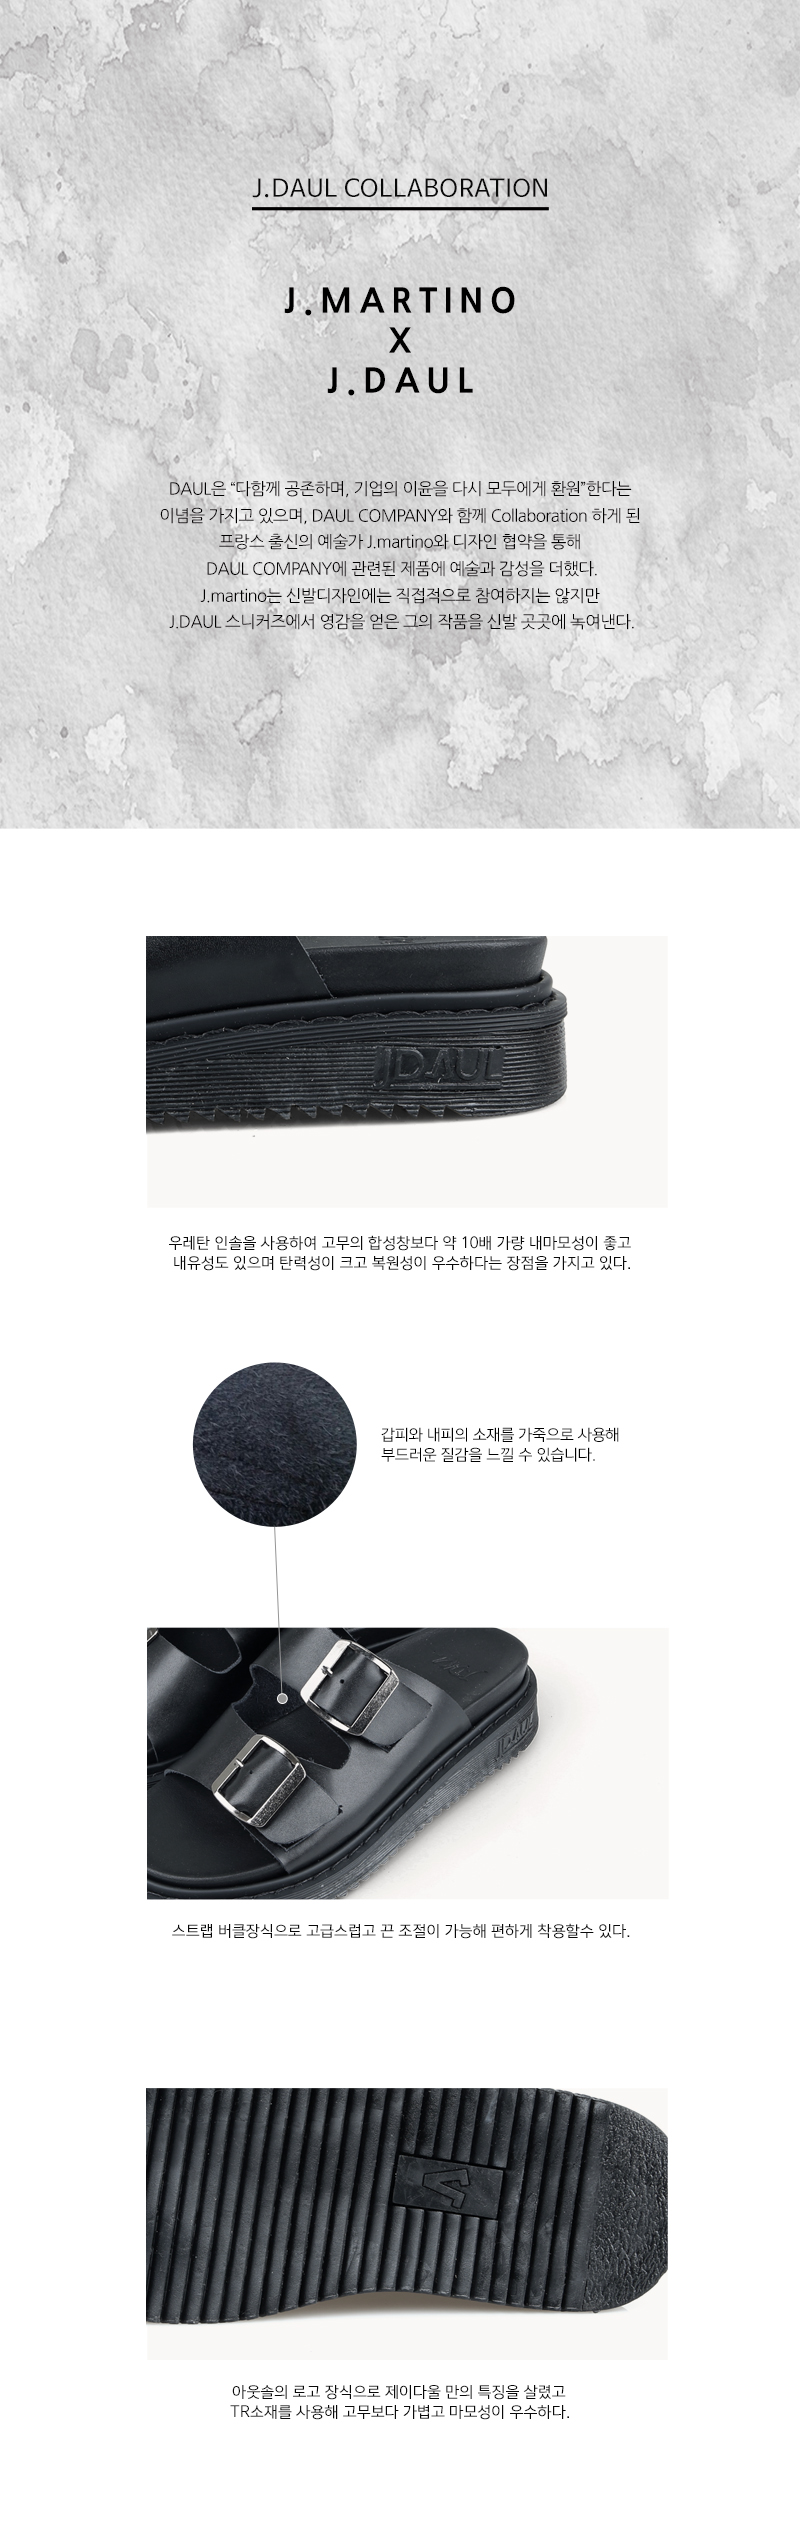 J.DAUL COLLABORATION
J.MARTINO
X
J.DAUL
DAUL은 “다함께 공존하며, 기업의 이윤을 다시 모두에게 환원”한다는
이념을 가지고 있으며, DAUL COMPANY와 함께 Collaboration 하게 된
프랑스 출신의 예술가 J.martino와 디자인 협약을 통해
DAUL COMPANY에 관련된 제품에 예술과 감성을 더했다.
J.martino는 신발디자인에는 직접적으로 참여하지는 않지만
J.DAUL 스니커즈에서 영감을 얻은 그의 작품을 신발 곳곳에 녹여낸다.
JDAUL
우레탄 인솔을 사용하여 고무의 합성창보다 약 10배 가량 내마모성이 좋고
내유성도 있으며 탄력성이 크고 복원성이 우수하다는 장점을 가지고 있다.
갑피와 내피의 소재를 가죽으로 사용해
부드러운 질감을 느낄 수 있습니다.
JDAUL
스트랩 버클장식으로 고급스럽고 끈 조절이 가능해 편하게 착용할수 있다.
아웃솔의 로고 장식으로 제이다울 만의 특징을 살렸고
TR소재를 사용해 고무보다 가볍고 마모성이 우수하다.